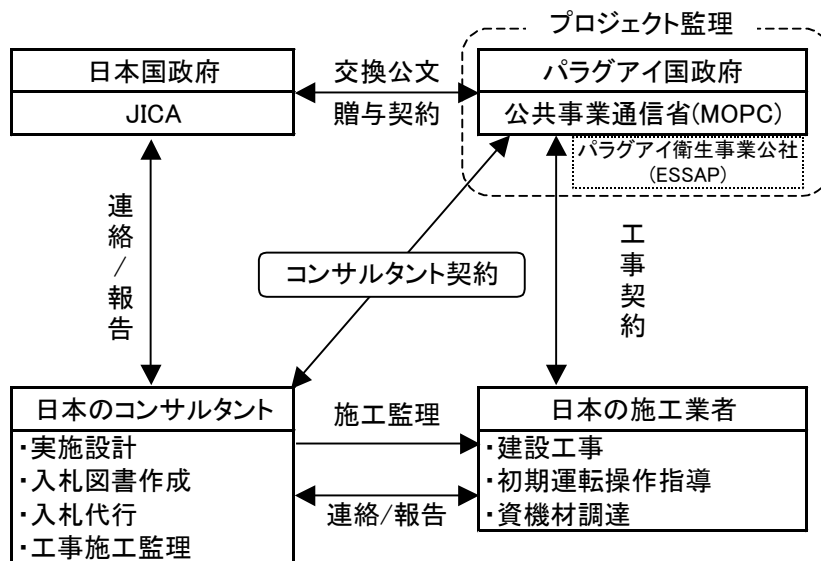 プロジェクト監理
日本国政府
JICA
交換公文
贈与契約
パラグアイ国政府
公共事業通信省(MOPC)
パラグアイ衛生事業公社
(ESSAP)
連絡/報告
コンサルタント契約
工事契約
日本のコンサルタント
・実施設計
・入札図書作成
・入札代行
・工事施工監理
施工監理
連絡/報告
日本の施工業者
・建設工事
・初期運転操作指導
・資機材調達